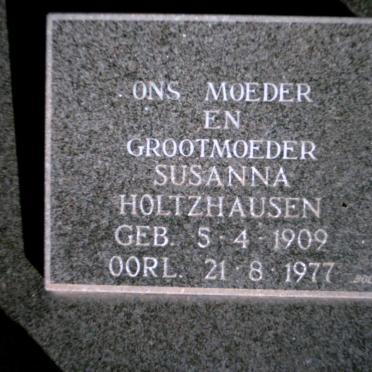 ONS MOEDER
EN
GROOTMOEDER
SUSANNA
HOLTZHAUSEN
GEB. 5·4·1909
OORL. 21·8·1977